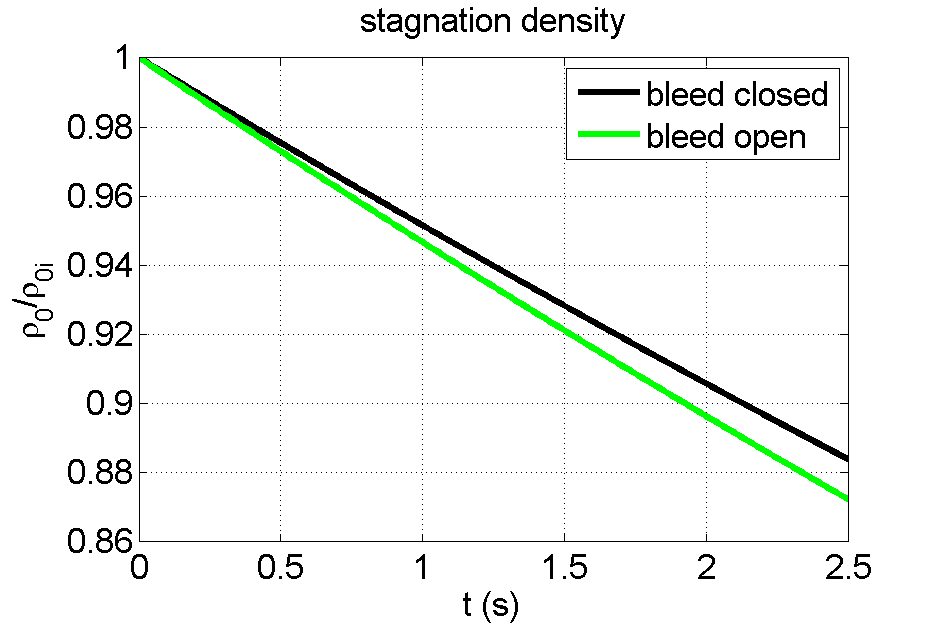 stagnation density
bleed closed
bleed open
1
0.98
0.96
0.94
0.92
0.9
0.88
0.86
ρ0/ρ0i
0 0.5 1 1.5 2 2.5
t (s)